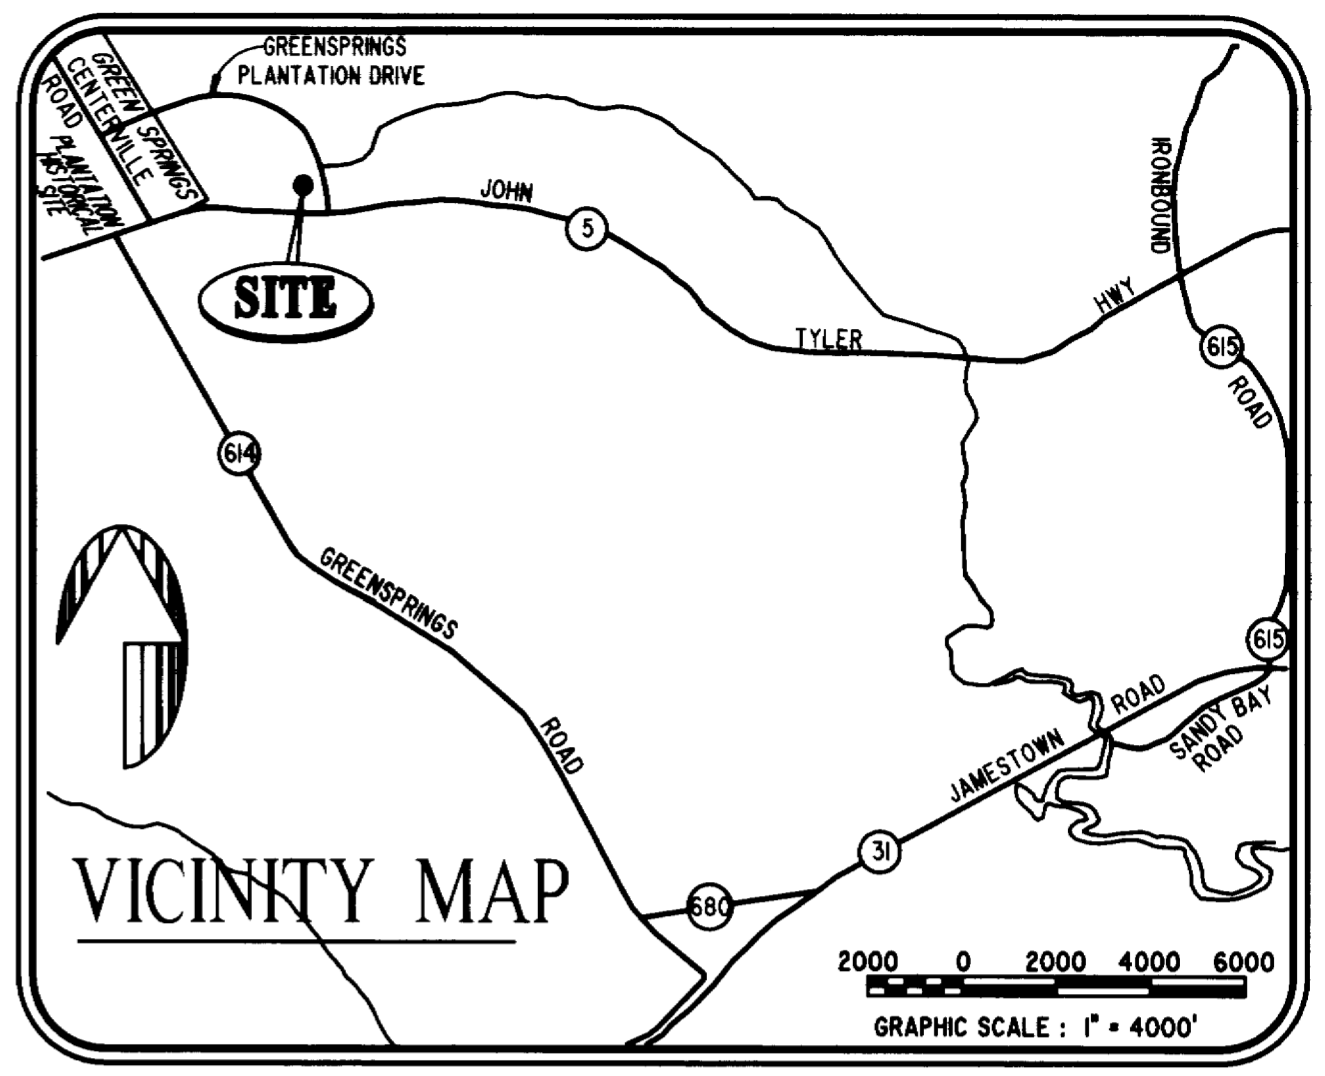 GREENSPRINGS
PLANTATION DRIVE
GREEN SPRINGS
CENTERVILLE
ROAD
PLANTATION
HISTORICAL
SITE
JOHN
5
TYLER
HWY
IRONBOUND
615
ROAD
SITE
614
GREENSPRINGS
ROAD
615
ROAD
JAMESTOWN
SANDY BAY
ROAD
31
680
VICINITY MAP
2000 0 2000 4000 6000
GRAPHIC SCALE : 1" = 4000'